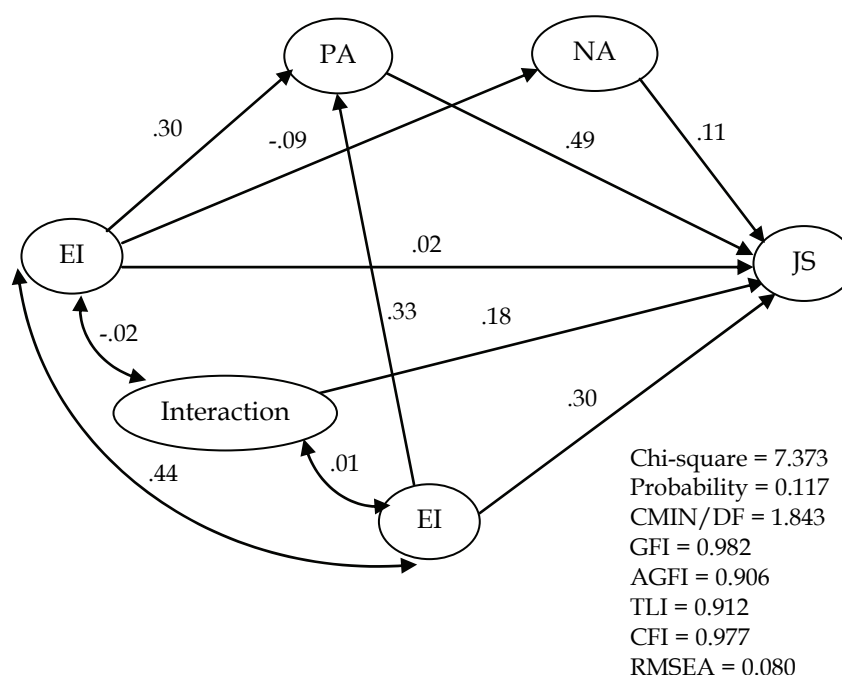 PA
NA
.30
-.09
.49
.11
EI
.02
JS
-.02
.33
.18
Interaction
.30
.44
.01
EI
Chi-square = 7.373
Probability = 0.117
CMIN/DF = 1.843
GFI = 0.982
AGFI = 0.906
TLI = 0.912
CFI = 0.977
RMSEA = 0.080